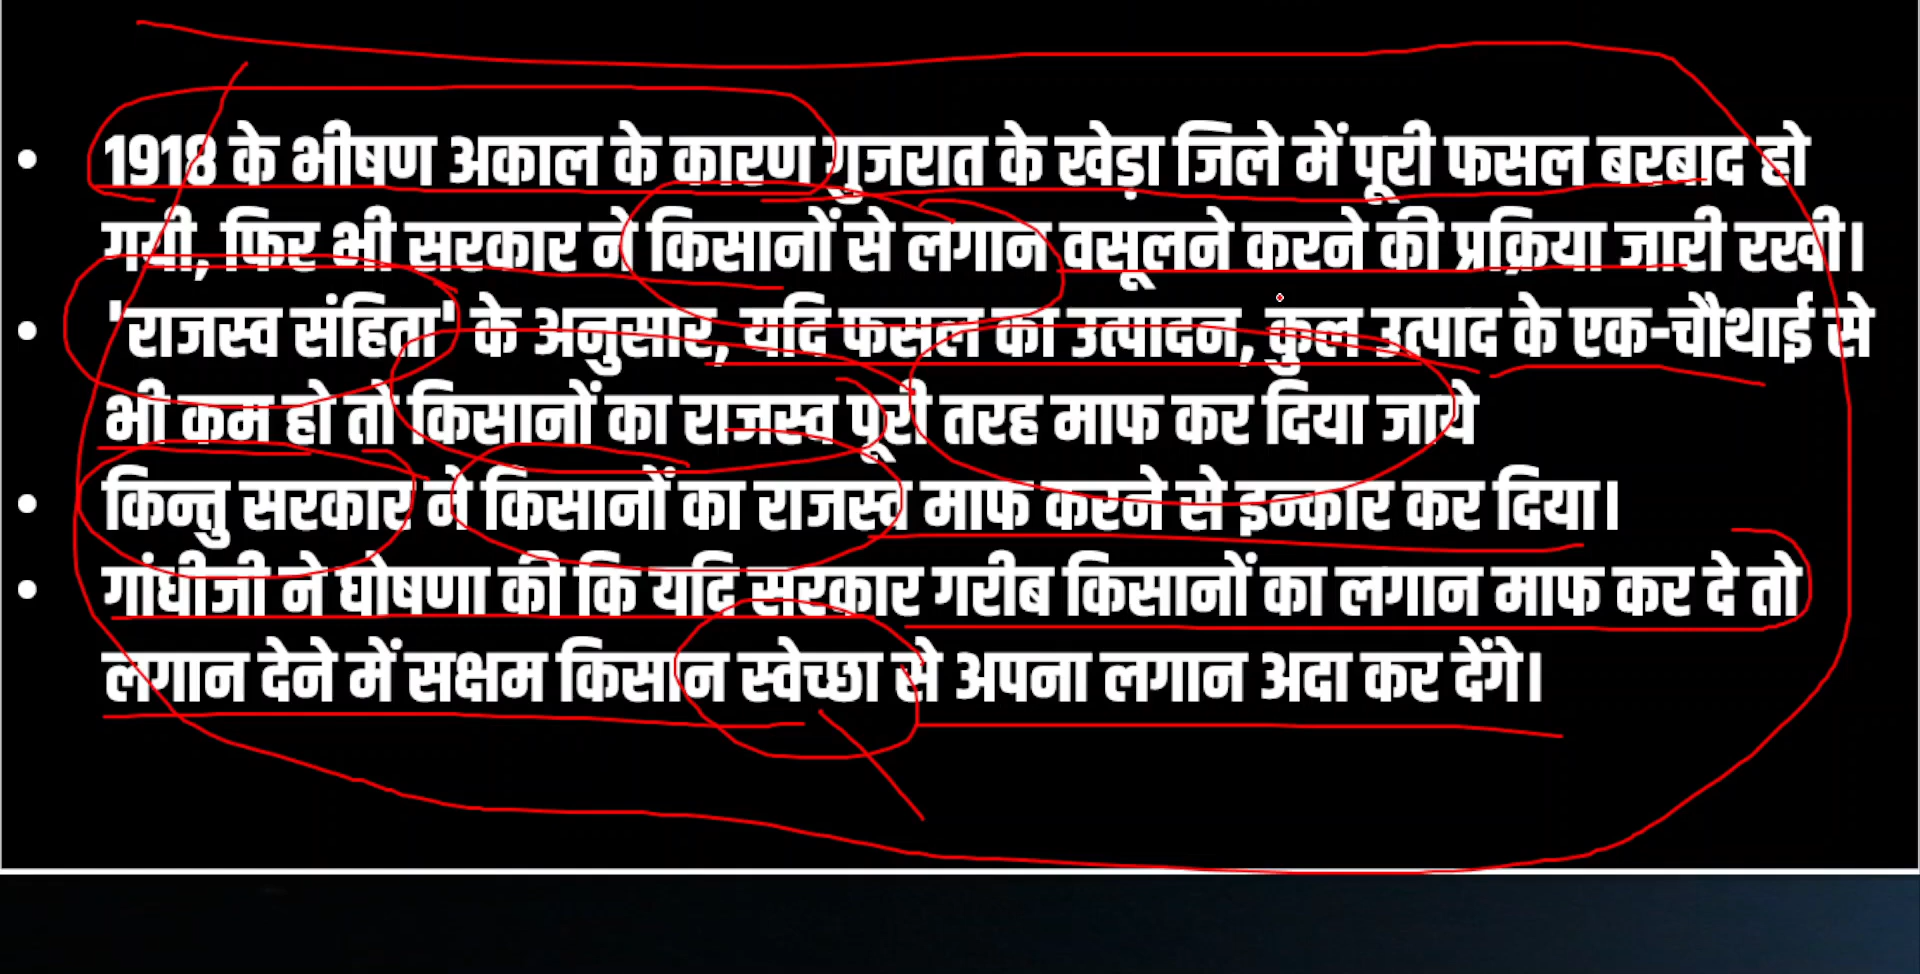 • 1918 के भीषण अकाल के कारण गुजरात के खेड़ा जिले में पूरी फसल बरबाद हो
गयी, फिर भी सरकार ने किसानों से लगान वसूलने करने की प्रक्रिया जारी रखी।
• 'राजस्व संहिता' के अनुसार, यदि फसल का उत्पादन, कुल उत्पाद के एक-चौथाई से
भी कम हो तो किसानों का राजस्व पूरी तरह माफ कर दिया जाये
• किन्तु सरकार ने किसानों का राजस्व माफ करने से इन्कार कर दिया।
• गांधीजी ने घोषणा की कि यदि सरकार गरीब किसानों का लगान माफ कर दे तो
लगान देने में सक्षम किसान स्वेच्छा से अपना लगान अदा कर देंगे।